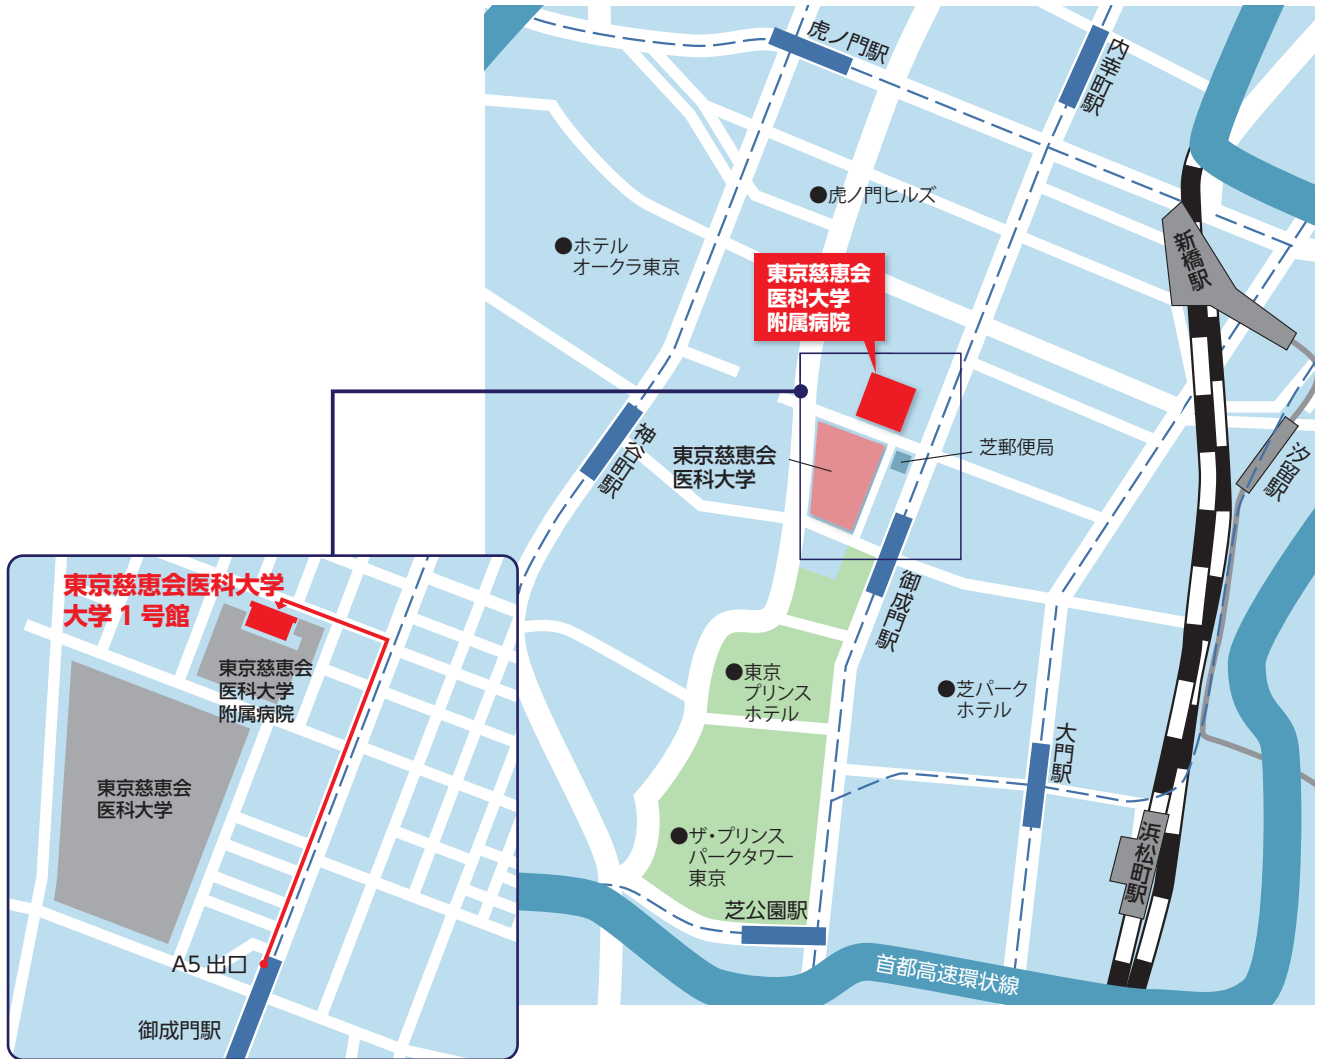 虎ノ門駅
内幸町駅
虎ノ門ヒルズ
新橋駅
ホテル
オークラ東京
東京慈恵会
医科大学
附属病院
神谷町駅
東京慈恵会
医科大学
芝郵便局
汐留駅
御成門駅
東京
プリンス
ホテル
芝パーク
ホテル
大門駅
ザ・プリンス
パークタワー
東京
浜松町駅
芝公園駅
首都高速環状線
東京慈恵会医科大学
大学1号館
東京慈恵会
医科大学
附属病院
東京慈恵会
医科大学
A5 出口
御成門駅